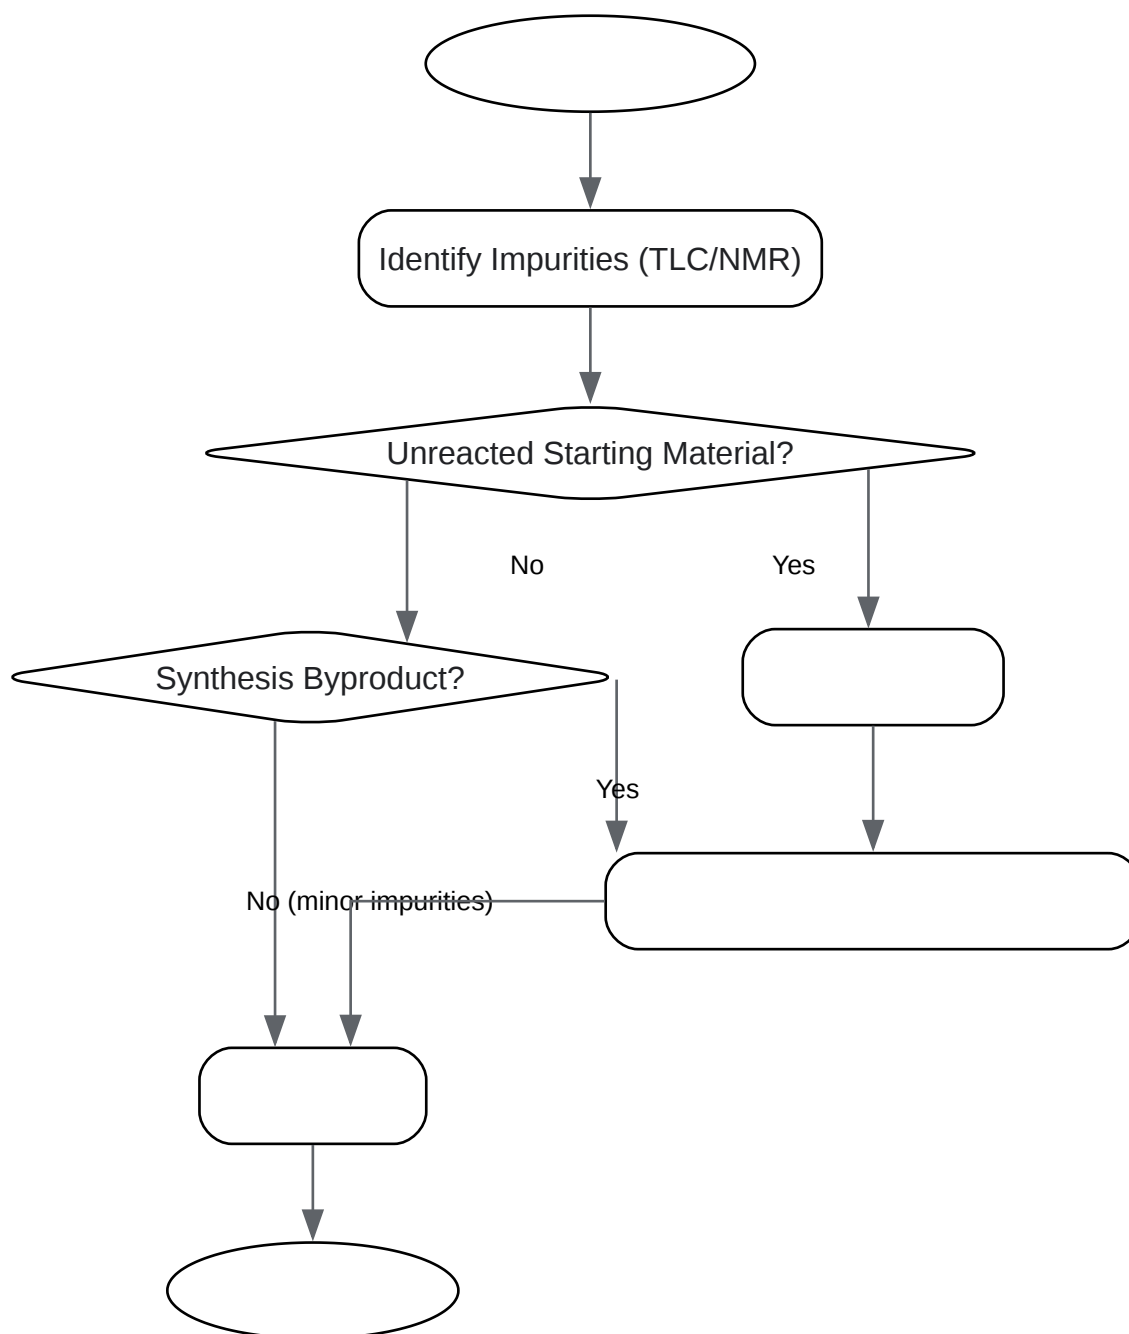 Identify Impurities (TLC/NMR)
Unreacted Starting Material?
No
Yes
Synthesis Byproduct?
Yes
No (minor impurities)